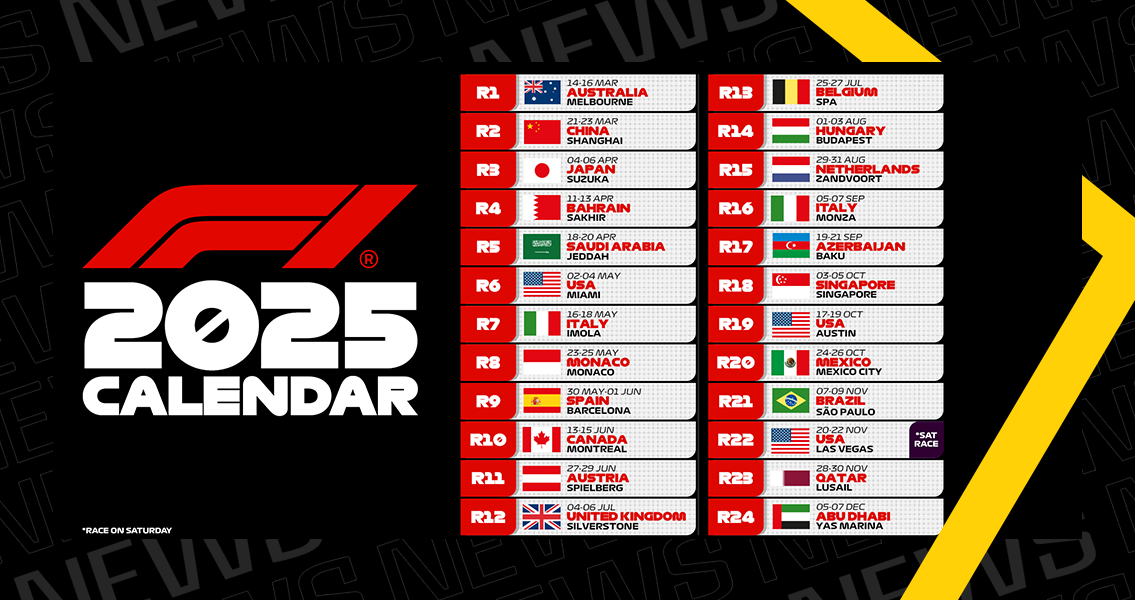 NEWS NEWS NEWS
F1®
2025
CALENDAR
*RACE ON SATURDAY
R1
14-16 MAR
AUSTRALIA
MELBOURNE
R2
21-23 MAR
CHINA
SHANGHAI
R3
04-06 APR
JAPAN
SUZUKA
R4
11-13 APR
BAHRAIN
SAKHIR
R5
18-20 APR
SAUDI ARABIA
JEDDAH
R6
02-04 MAY
USA
MIAMI
R7
16-18 MAY
ITALY
IMOLA
R8
23-25 MAY
MONACO
MONACO
R9
30 MAY-01 JUN
SPAIN
BARCELONA
R10
13-15 JUN
CANADA
MONTREAL
R11
27-29 JUN
AUSTRIA
SPIELBERG
R12
04-06 JUL
UNITED KINGDOM
SILVERSTONE
R13
25-27 JUL
BELGIUM
SPA
R14
01-03 AUG
HUNGARY
BUDAPEST
R15
29-31 AUG
NETHERLANDS
ZANDVOORT
R16
05-07 SEP
ITALY
MONZA
R17
19-21 SEP
AZERBAIJAN
BAKU
R18
03-05 OCT
SINGAPORE
SINGAPORE
R19
17-19 OCT
USA
AUSTIN
R20
24-26 OCT
MEXICO
MEXICO CITY
R21
07-09 NOV
BRAZIL
SÃO PAULO
R22
20-22 NOV
USA
LAS VEGAS
*SAT
RACE
R23
28-30 NOV
QATAR
LUSAIL
R24
05-07 DEC
ABU DHABI
YAS MARINA